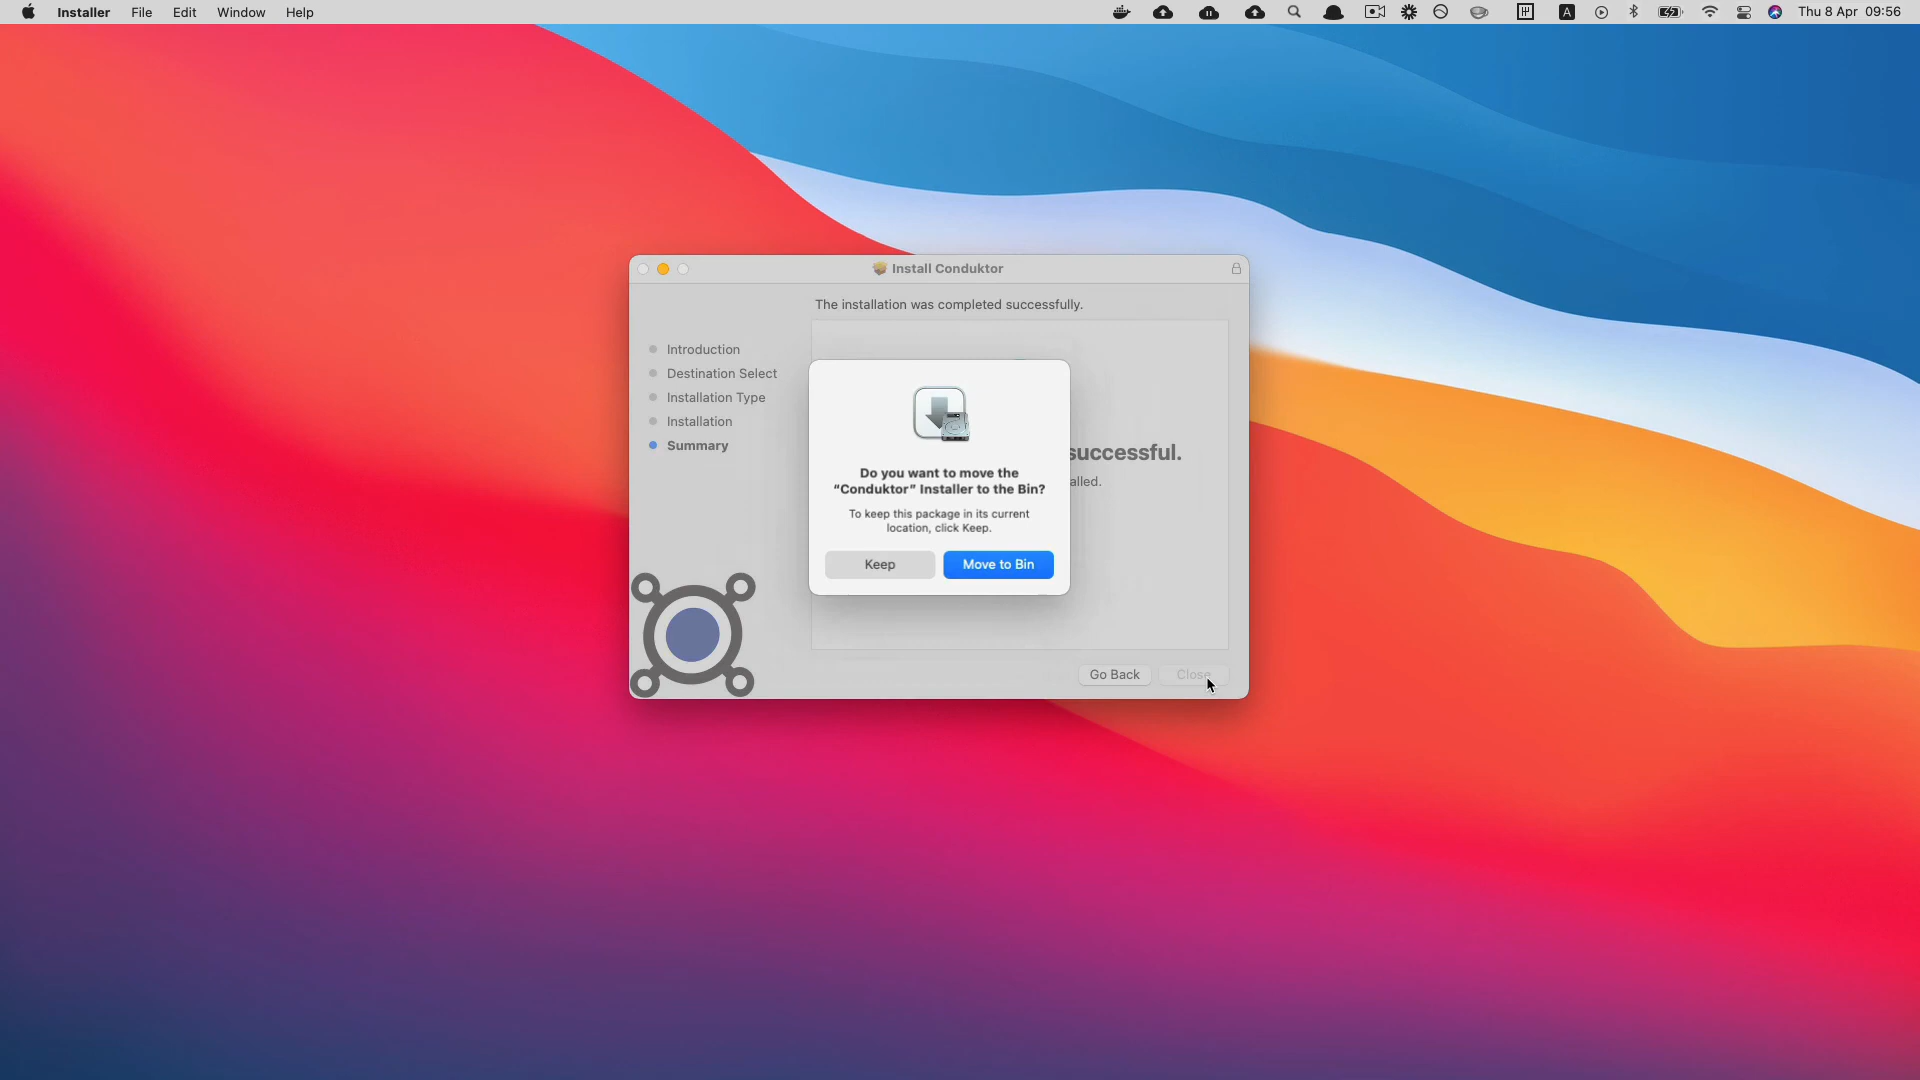 Installer File Edit Window Help
A
Thu 8 Apr 09:56
Install Conduktor
The installation was completed successfully.
Introduction
Destination Select
Installation Type
Installation
Summary
successful.
alled.
Do you want to move the
“Conduktor” Installer to the Bin?
To keep this package in its current
location, click Keep.
Keep Move to Bin
Go Back Close